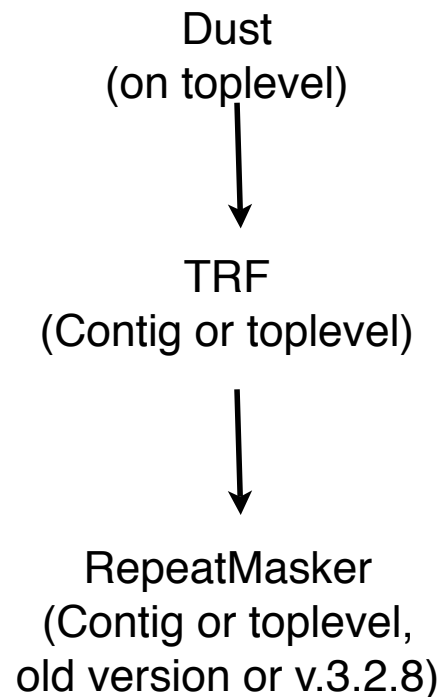 Dust
(on toplevel)
TRF
(Contig or toplevel)
RepeatMasker
(Contig or toplevel,
old version or v.3.2.8)